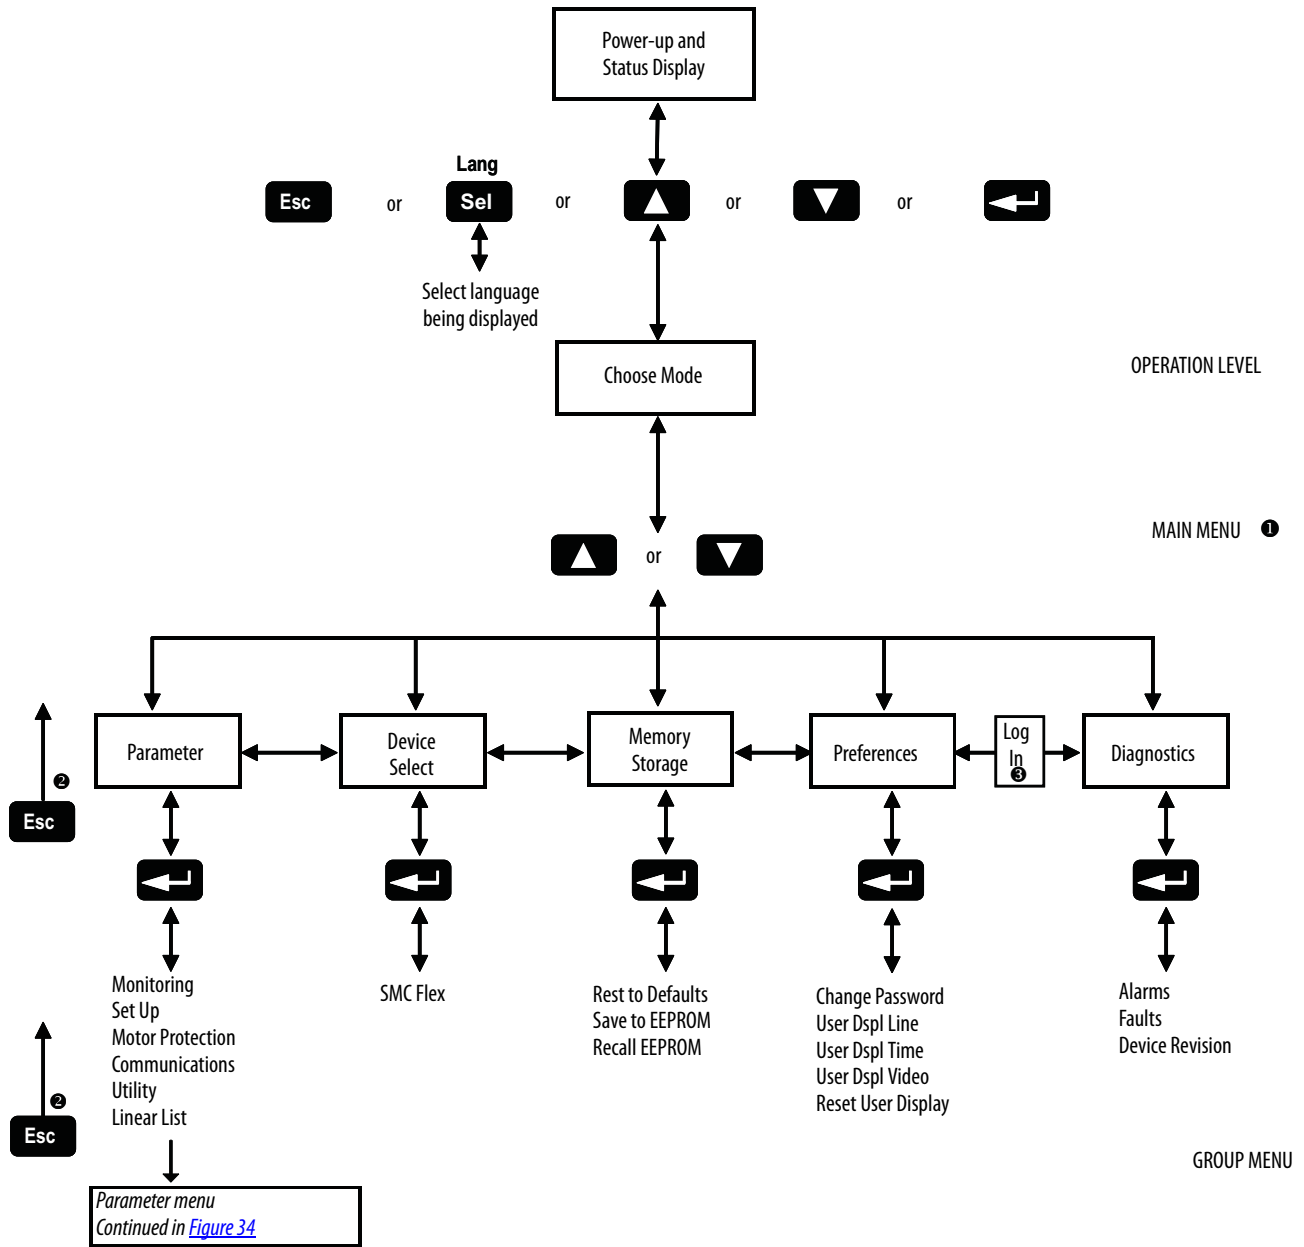 Power-up and
Status Display
Lang
Esc or Sel or or or
Select language
being displayed
Choose Mode
OPERATION LEVEL
MAIN MENU ❶
or
Parameter
Device
Select
Memory
Storage
Preferences
Log
In
❸
Diagnostics
❷
Esc
Monitoring
Set Up
Motor Protection
Communications
Utility
Linear List
SMC Flex
Rest to Defaults
Save to EEPROM
Recall EEPROM
Change Password
User Dspl Line
User Dspl Time
User Dspl Video
Reset User Display
Alarms
Faults
Device Revision
❷
Esc
GROUP MENU
Parameter menu
Continued in Figure 34